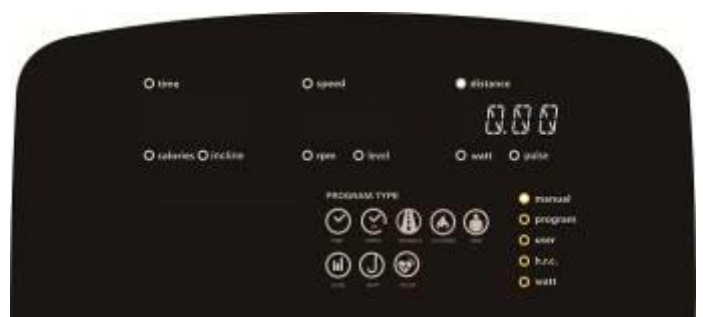 time speed distance
0.00
calories incline rpm level watt pulse
PROGRAM TYPE
manual
program
user
h.r.c.
watt